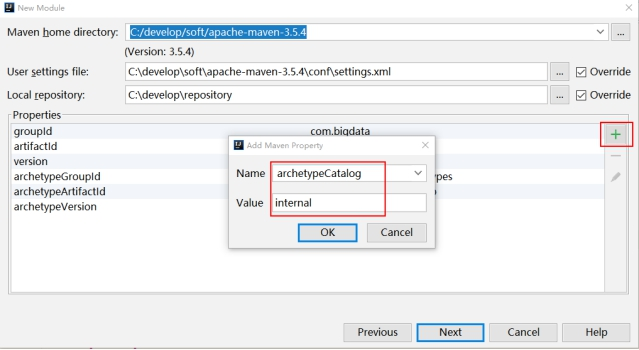 New Module
Maven home directory: C:/develop/soft/apache-maven-3.5.4 ...
(Version: 3.5.4)
User settings file: C:\develop\soft\apache-maven-3.5.4\conf\settings.xml ... Override
Local repository: C:\develop\repository ... Override
Properties
groupId com.bigdata
artifactId
version
archetypeGroupId
archetypeArtifactId
archetypeVersion
Add Maven Property
Name archetypeCatalog
Value internal
OK Cancel
Previous Next Cancel Help